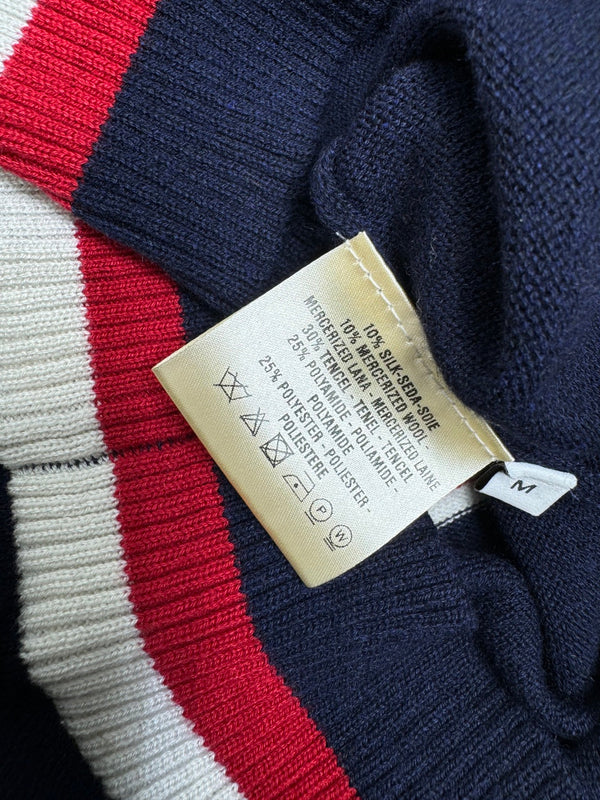 10% SILK-SEDA-SOIE
10% MERCERIZED WOOL -
MERCERIZED LANA - MERCERIZED LAINE
30% TENCEL - TENEL - TENCEL
25% POLYAMIDE - POLIAMIDE -
POLYAMIDE
25% POLYESTER - POLIESTER -
POLIESTERE
P
W
M